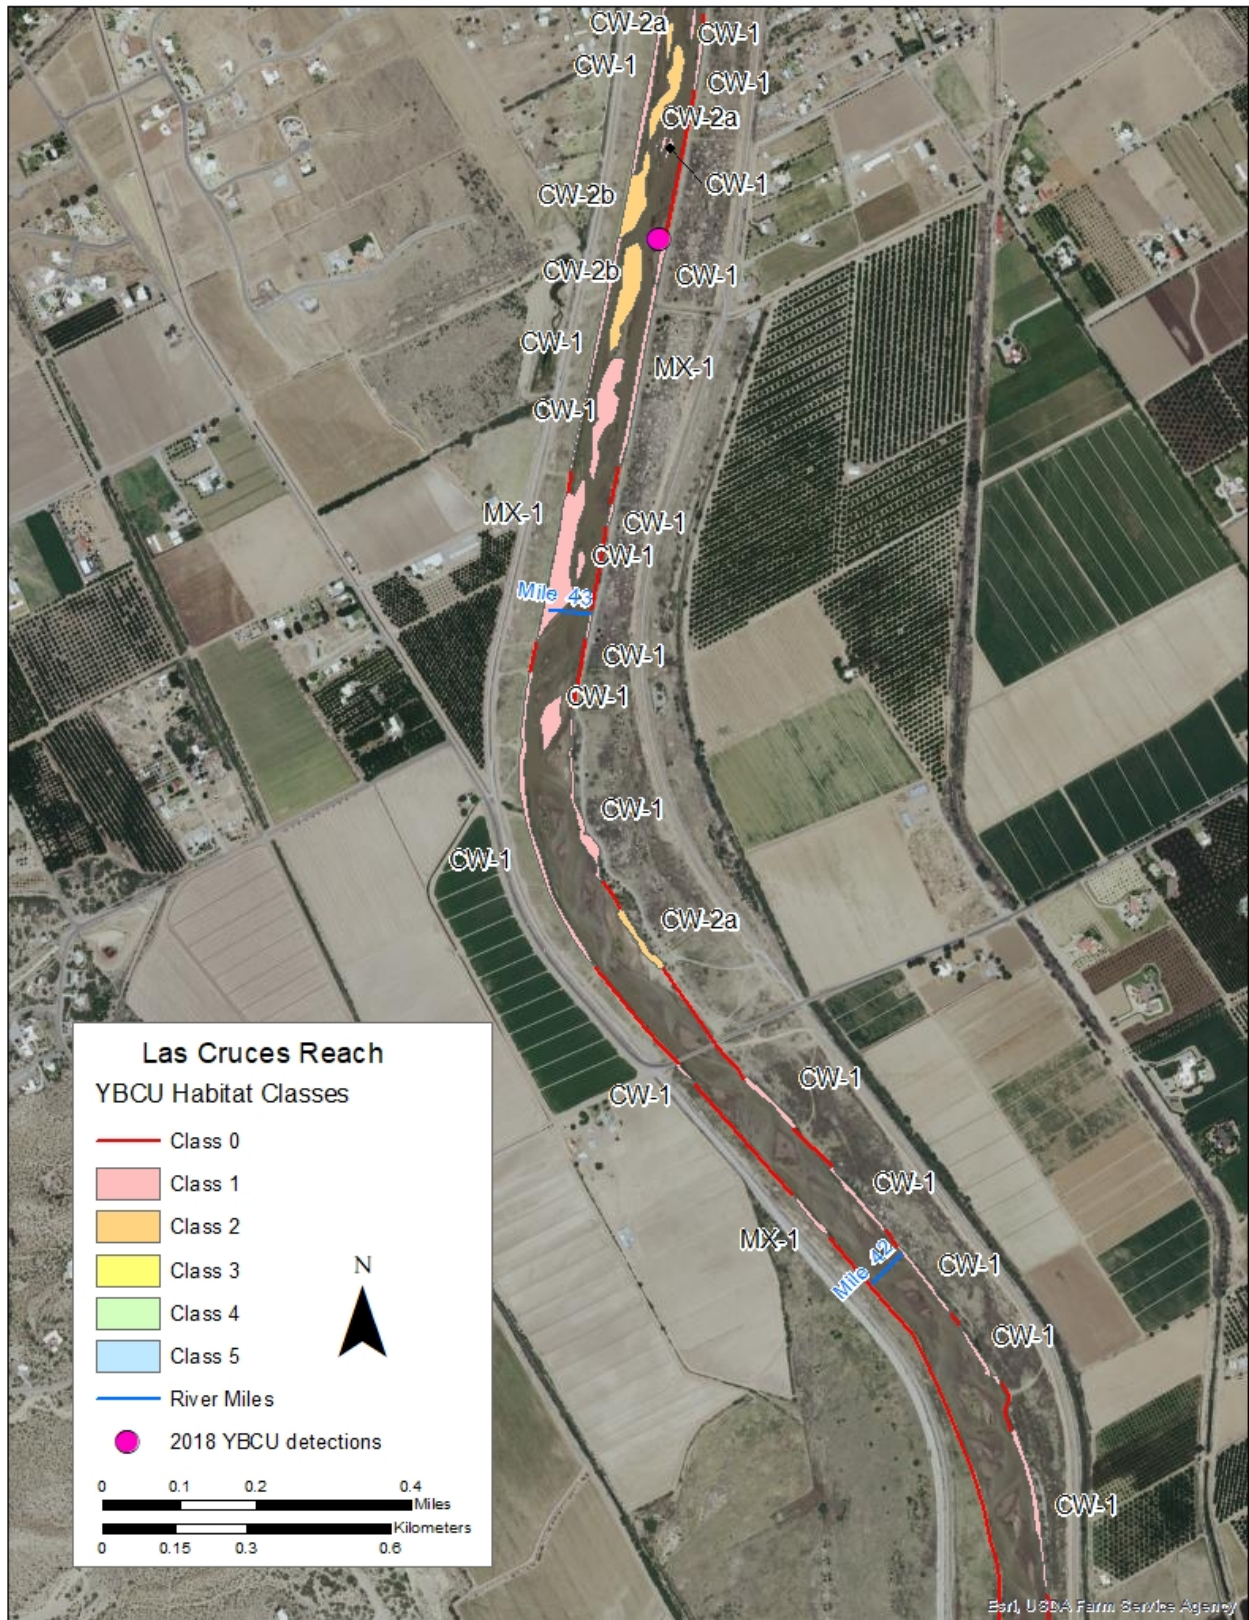 CW-2a
CW-1
CW-1
CW-1
CW-2a
CW-1
CW-2b
CW-2b
CW-1
CW-1
MX-1
CW-1
MX-1
CW-1
CW-1
Mile 43
CW-1
CW-1
CW-1
CW-1
CW-2a
CW-1
CW-1
CW-1
MX-1
Mile 42
CW-1
CW-1
CW-1
Las Cruces Reach
YBCU Habitat Classes
Class 0
Class 1
Class 2
Class 3
Class 4
Class 5
River Miles
2018 YBCU detections
N
0 0.1 0.2 0.4
Miles
Kilometers
0 0.15 0.3 0.6
Esri, USDA Farm Service Agency